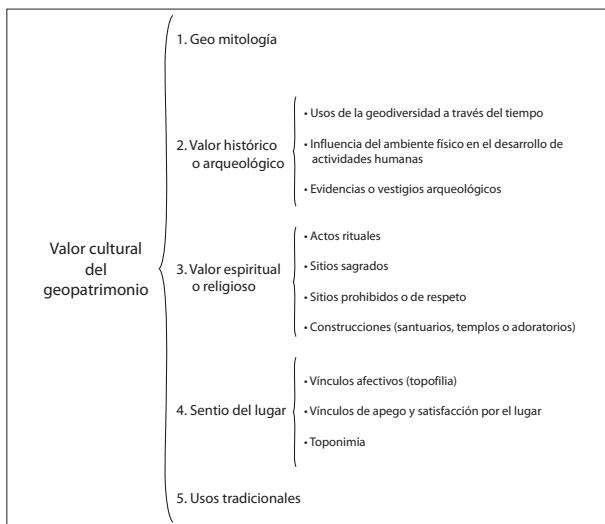 Valor cultural
del
geopatrimonio
1. Geo mitología
2. Valor histórico
o arqueológico
• Usos de la geodiversidad a través del tiempo
• Influencia del ambiente físico en el desarrollo de
actividades humanas
• Evidencias o vestigios arqueológicos
3. Valor espiritual
o religioso
• Actos rituales
• Sitios sagrados
• Sitios prohibidos o de respeto
• Construcciones (santuarios, templos o adoratorios)
4. Sentio del lugar
• Vínculos afectivos (topofilia)
• Vínculos de apego y satisfacción por el lugar
• Toponimia
5. Usos tradicionales